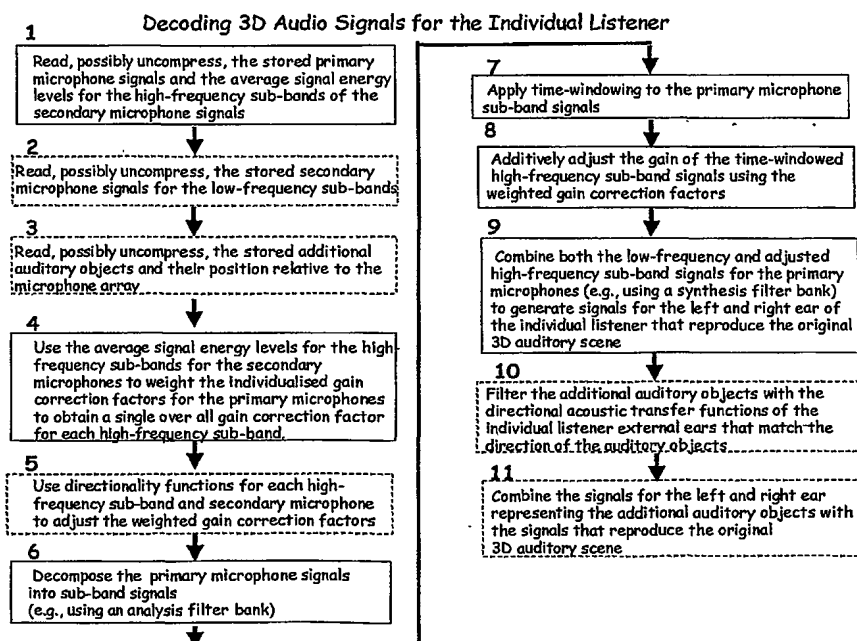 Decoding 3D Audio Signals for the Individual Listener
1
Read, possibly uncompress, the stored primary
microphone signals and the average signal energy
levels for the high-frequency sub-bands of the
secondary microphone signals
2
Read, possibly uncompress, the stored secondary
microphone signals for the low-frequency sub-bands
3
Read, possibly uncompress, the stored additional
auditory objects and their position relative to the
microphone array
4
Use the average signal energy levels for the high-
frequency sub-bands for the secondary
microphones to weight the individualised gain
correction factors for the primary microphones
to obtain a single over all gain correction factor
for each high-frequency sub-band.
5
Use directionality functions for each high-
frequency sub-band and secondary microphone
to adjust the weighted gain correction factors
6
Decompose the primary microphone signals
into sub-band signals
(e.g., using an analysis filter bank)
7
Apply time-windowing to the primary microphone
sub-band signals
8
Additively adjust the gain of the time-windowed
high-frequency sub-band signals using the
weighted gain correction factors
9
Combine both the low-frequency and adjusted
high-frequency sub-band signals for the primary
microphones (e.g., using a synthesis filter bank)
to generate signals for the left and right ear of
the individual listener that reproduce the original
3D auditory scene
10
Filter the additional auditory objects with the
directional acoustic transfer functions of the
individual listener external ears that match the
direction of the auditory objects
11
Combine the signals for the left and right ear
representing the additional auditory objects with
the signals that reproduce the original
3D auditory scene